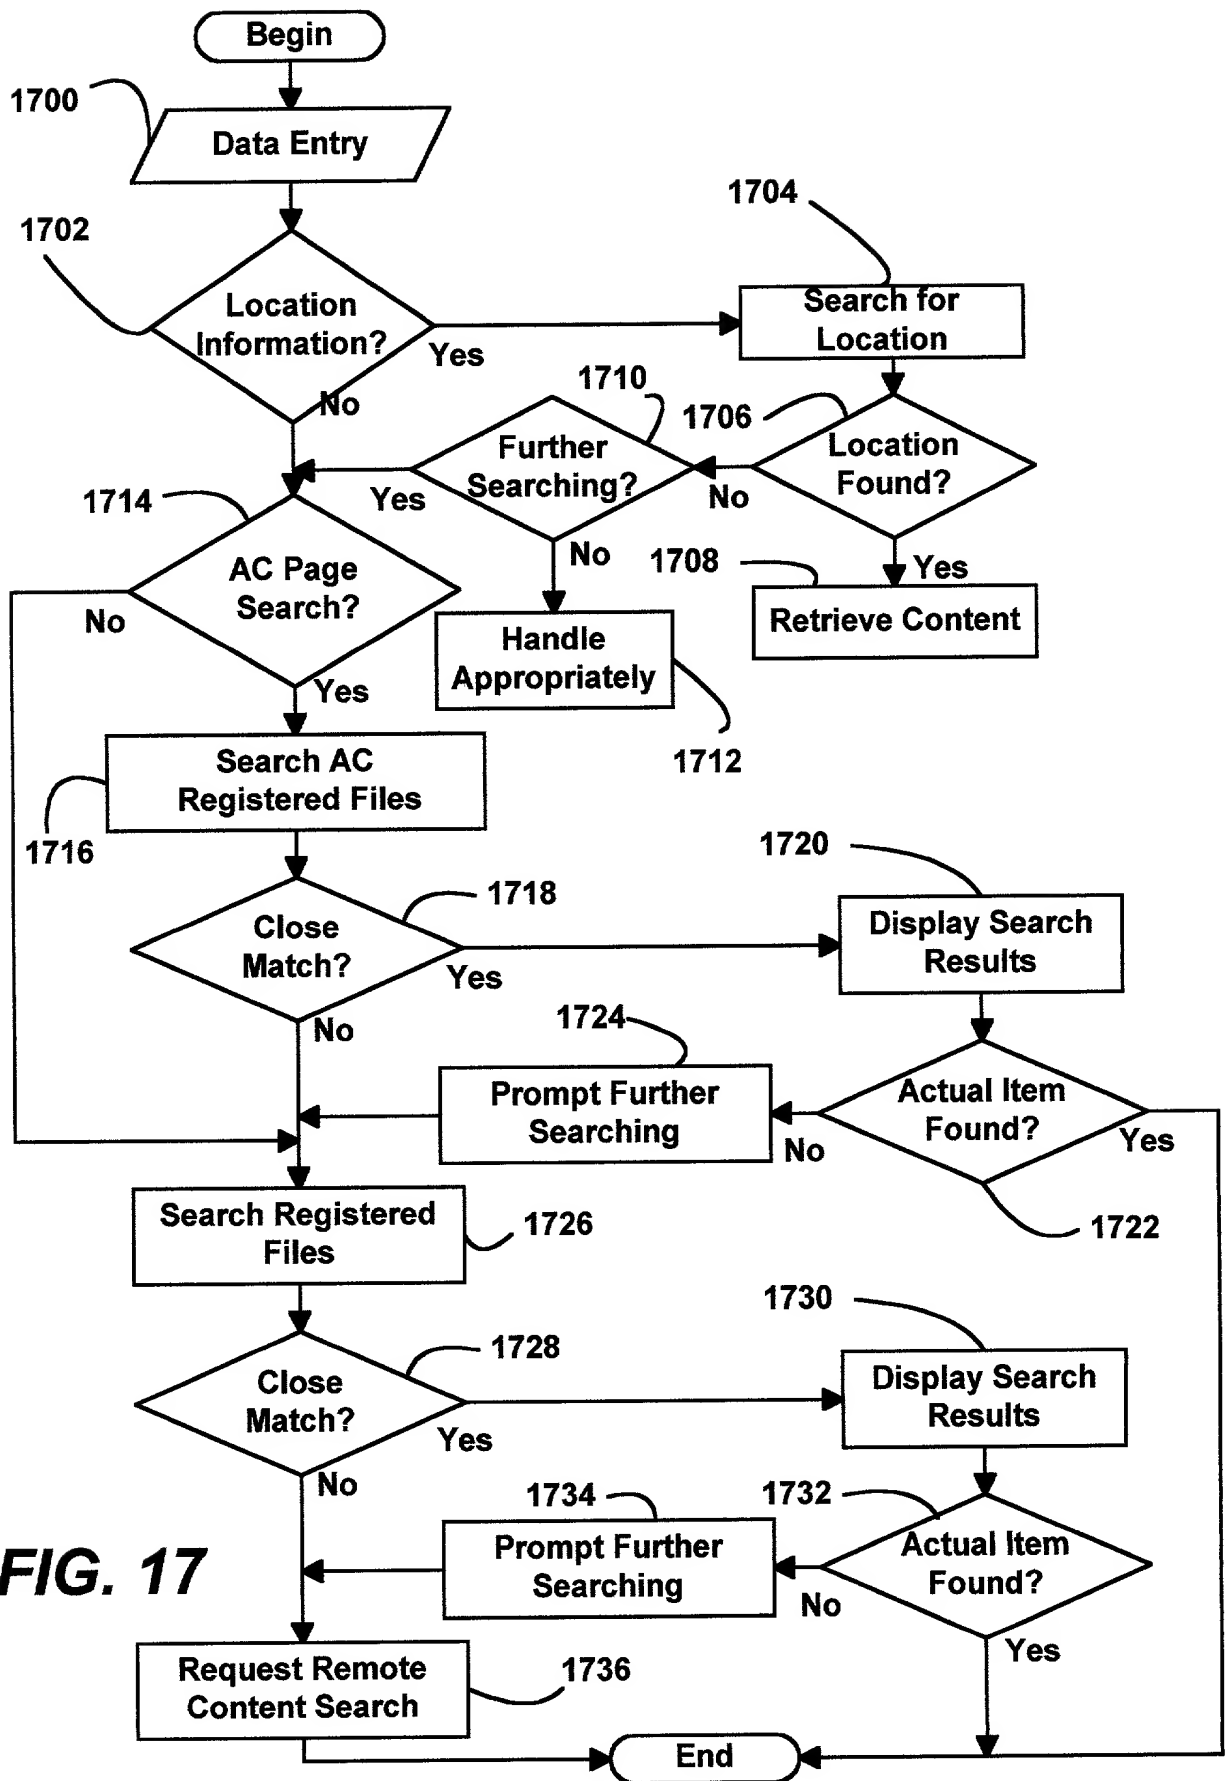 Begin
1700
Data Entry
1704
1702
Location
Information?
Yes
No
Search for
Location
1710
1706
Further
Searching?
Yes
No
Location
Found?
No
1714
1708
Yes
AC Page
Search?
No
Yes
Handle
Appropriately
Retrieve Content
1712
Search AC
Registered Files
1716
1720
1718
Close
Match?
Yes
No
Display Search
Results
1724
Prompt Further
Searching
Actual Item
Found?
No
Yes
1722
Search Registered
Files
1726
1730
1728
Close
Match?
Yes
No
Display Search
Results
1734
1732
Prompt Further
Searching
Actual Item
Found?
No
Yes
FIG. 17
Request Remote
Content Search
1736
End